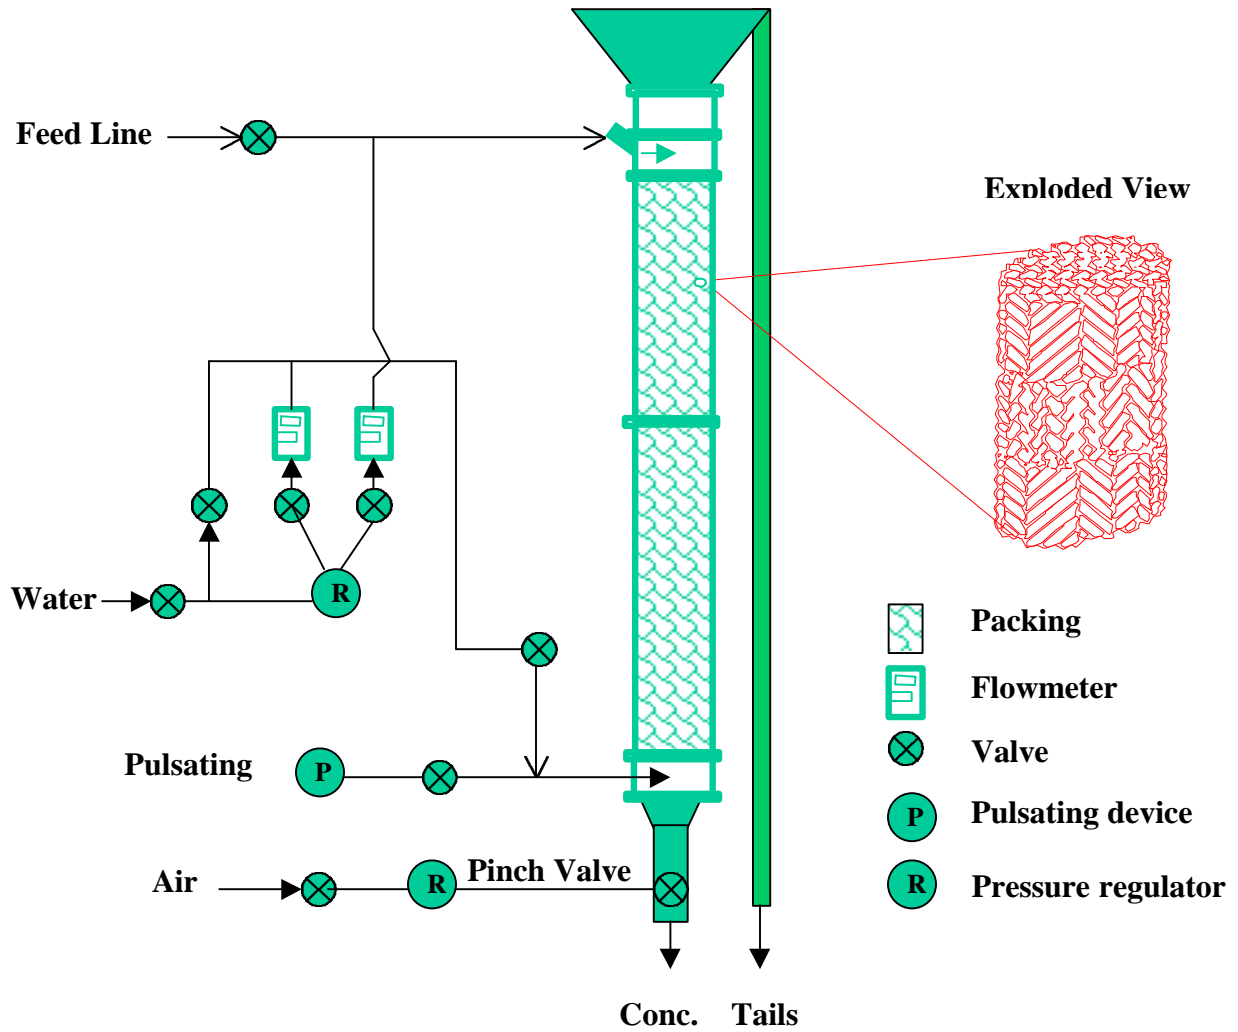 Feed Line
Exploded View
Water
R
Packing
Flowmeter
Valve
Pulsating
P
P
Pulsating device
Air
R
Pinch Valve
R
Pressure regulator
Conc.
Tails